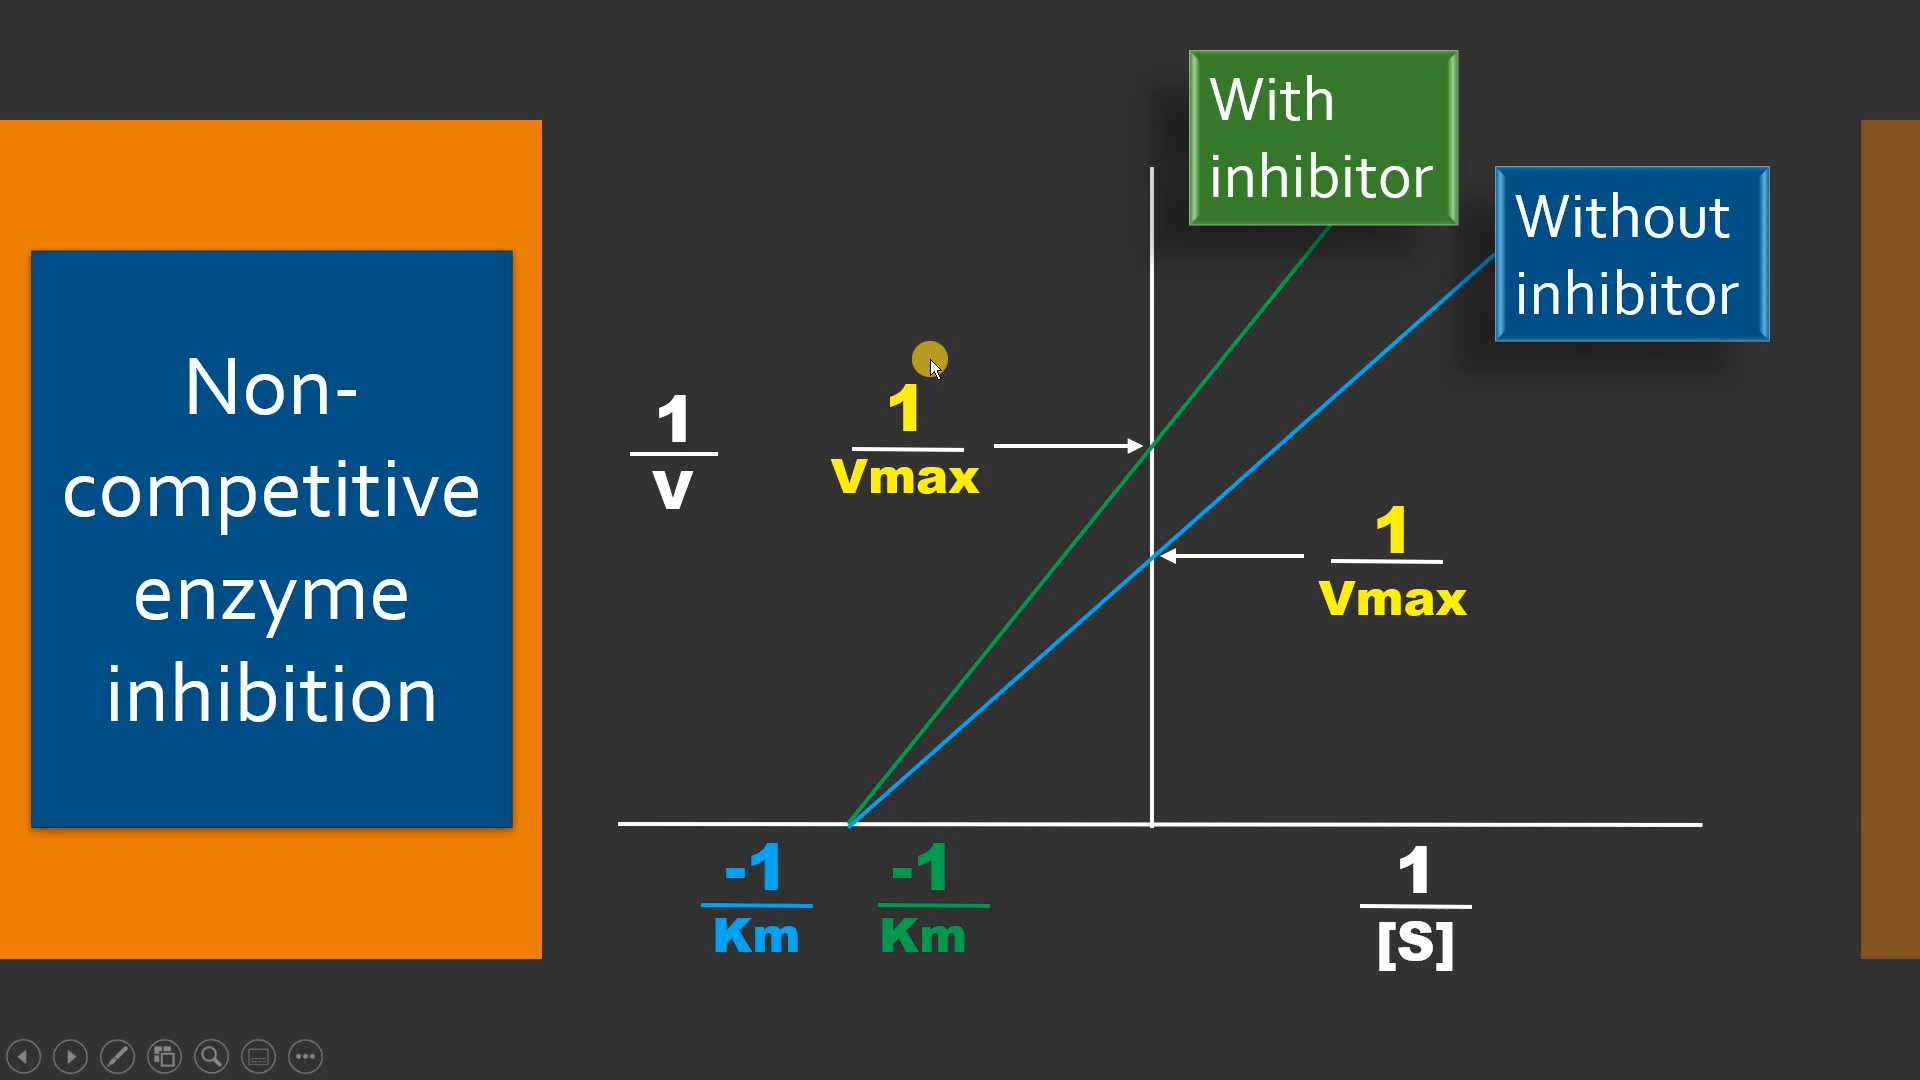 Non-
competitive
enzyme
inhibition
With
inhibitor
Without
inhibitor
1
v
1
Vmax
1
Vmax
-1
Km
-1
Km
1
[S]